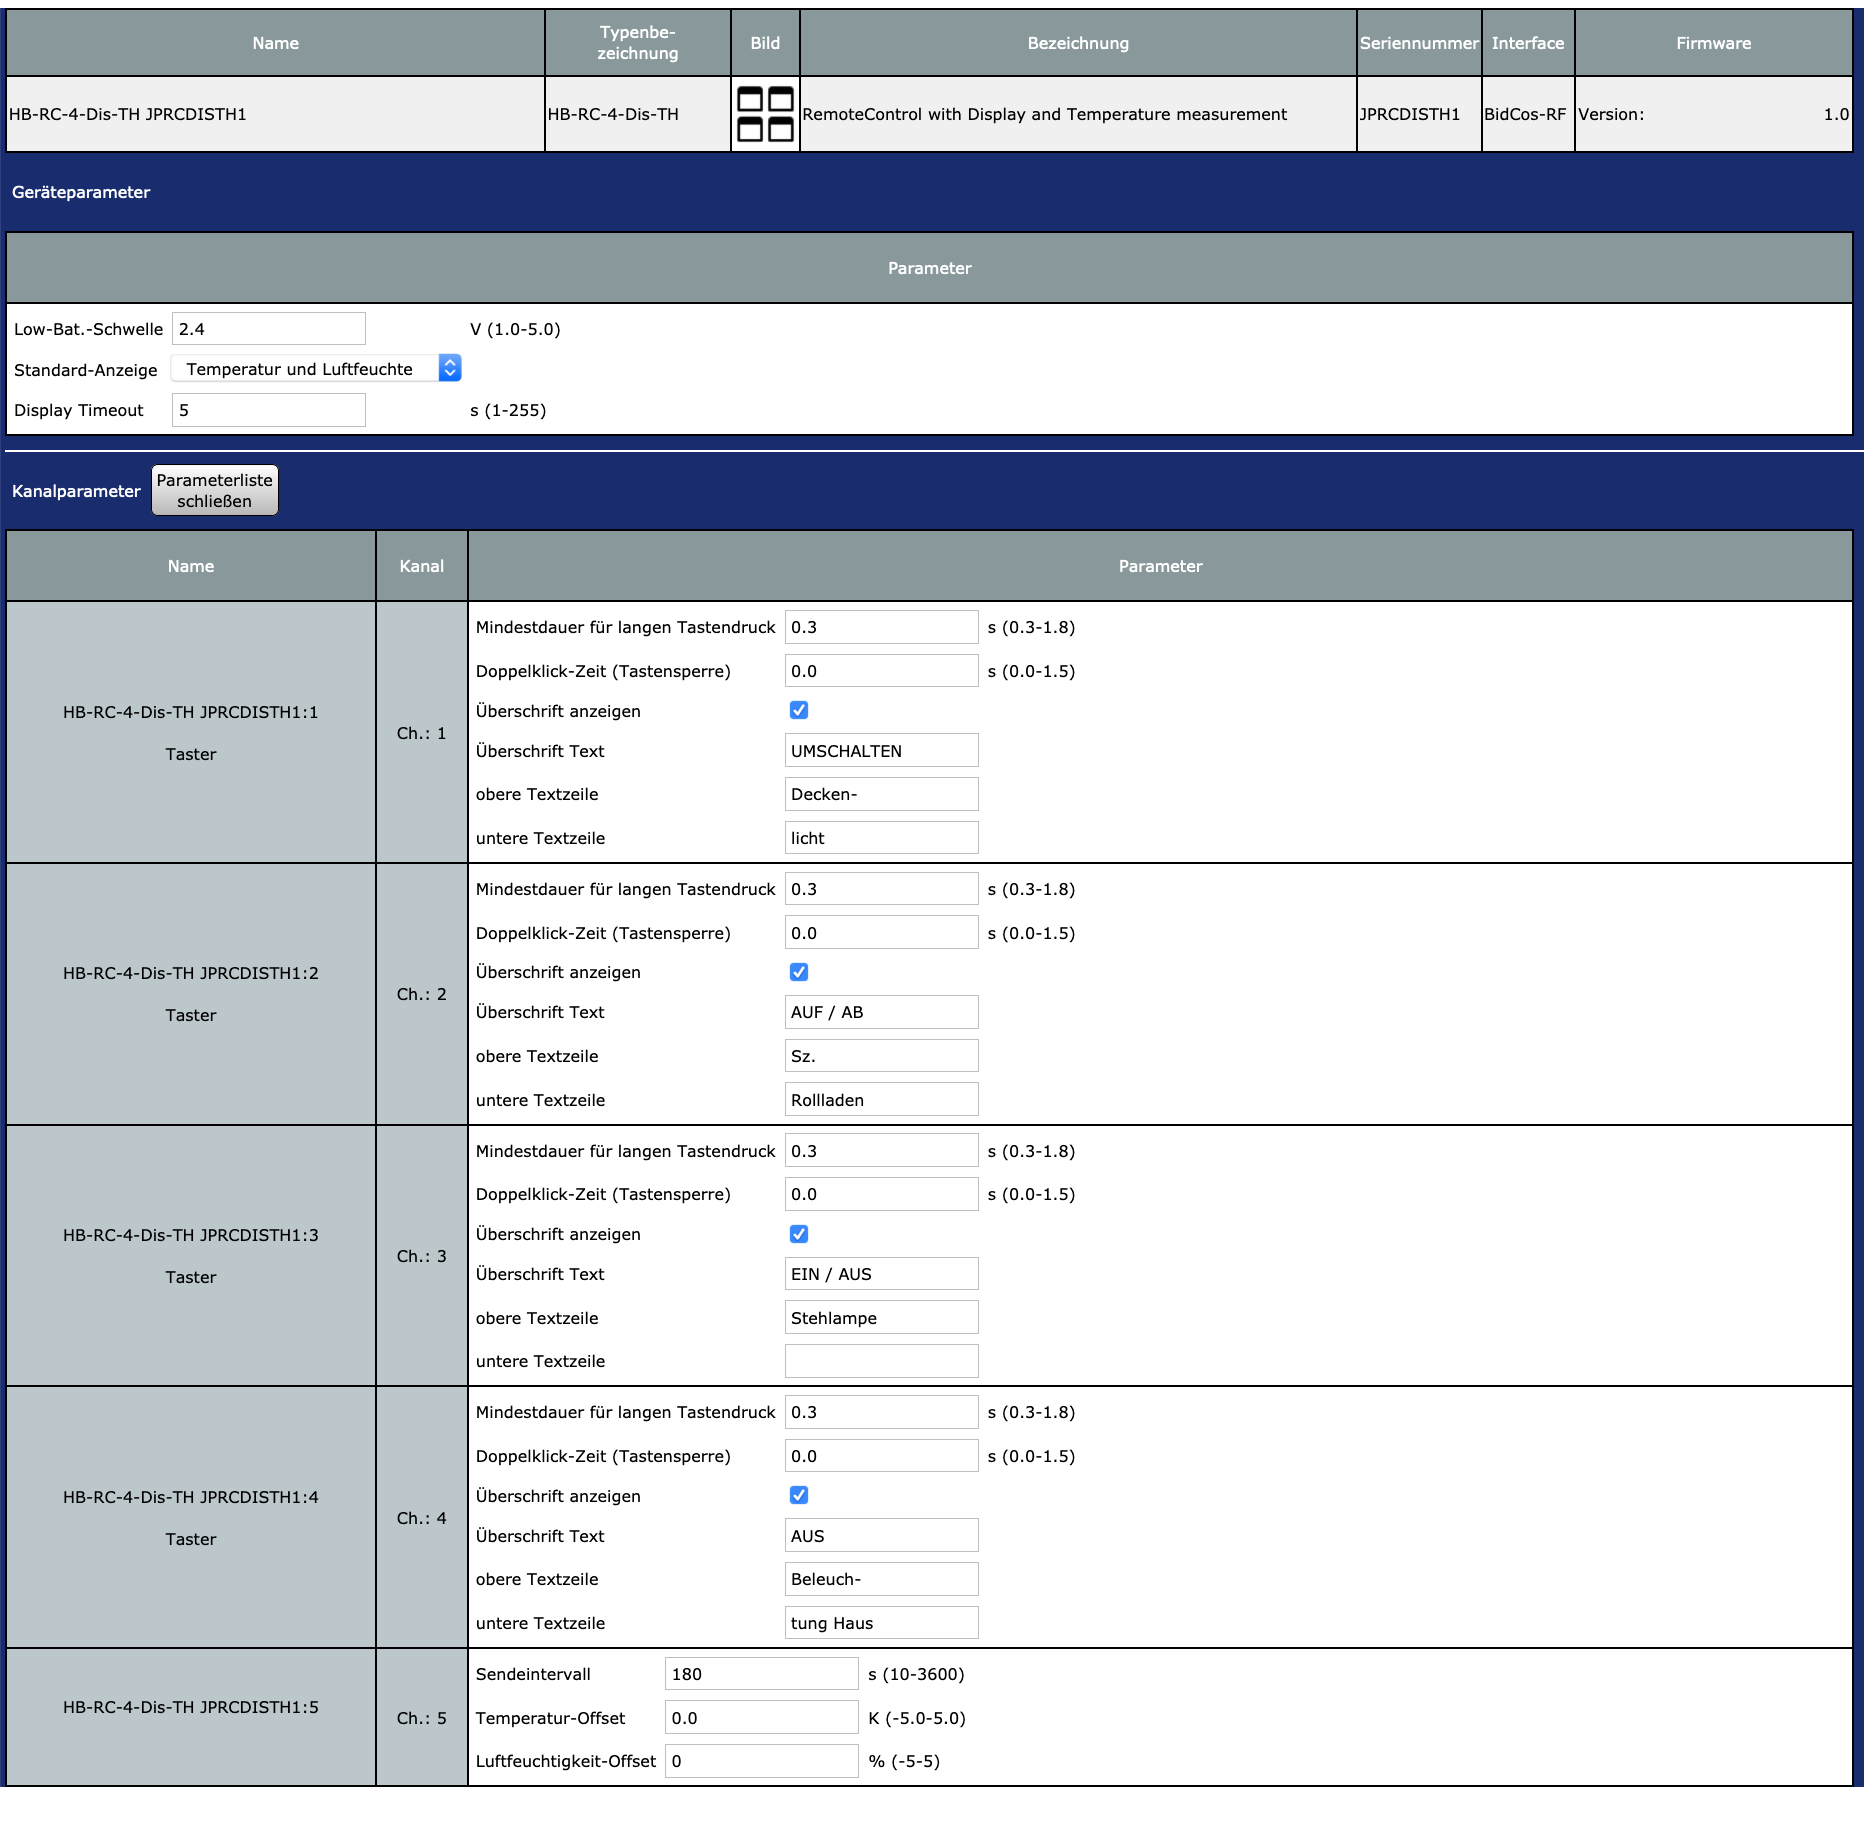 Name
Typenbe-
zeichnung
Bild
Bezeichnung
Seriennummer
Interface
Firmware
HB-RC-4-Dis-TH JPRCDISTH1
HB-RC-4-Dis-TH
RemoteControl with Display and Temperature measurement
JPRCDISTH1
BidCos-RF
Version: 1.0
Geräteparameter
Parameter
Low-Bat.-Schwelle 2.4 V (1.0-5.0)
Standard-Anzeige Temperatur und Luftfeuchte
Display Timeout 5 s (1-255)
Kanalparameter
Parameterliste
schließen
Name
Kanal
Parameter
HB-RC-4-Dis-TH JPRCDISTH1:1
Taster
Ch.: 1
Mindestdauer für langen Tastendruck 0.3 s (0.3-1.8)
Doppelklick-Zeit (Tastensperre) 0.0 s (0.0-1.5)
Überschrift anzeigen
Überschrift Text UMSCHALTEN
obere Textzeile Decken-
untere Textzeile licht
HB-RC-4-Dis-TH JPRCDISTH1:2
Taster
Ch.: 2
Mindestdauer für langen Tastendruck 0.3 s (0.3-1.8)
Doppelklick-Zeit (Tastensperre) 0.0 s (0.0-1.5)
Überschrift anzeigen
Überschrift Text AUF / AB
obere Textzeile Sz.
untere Textzeile Rollladen
HB-RC-4-Dis-TH JPRCDISTH1:3
Taster
Ch.: 3
Mindestdauer für langen Tastendruck 0.3 s (0.3-1.8)
Doppelklick-Zeit (Tastensperre) 0.0 s (0.0-1.5)
Überschrift anzeigen
Überschrift Text EIN / AUS
obere Textzeile Stehlampe
untere Textzeile
HB-RC-4-Dis-TH JPRCDISTH1:4
Taster
Ch.: 4
Mindestdauer für langen Tastendruck 0.3 s (0.3-1.8)
Doppelklick-Zeit (Tastensperre) 0.0 s (0.0-1.5)
Überschrift anzeigen
Überschrift Text AUS
obere Textzeile Beleuch-
untere Textzeile tung Haus
HB-RC-4-Dis-TH JPRCDISTH1:5
Ch.: 5
Sendeintervall 180 s (10-3600)
Temperatur-Offset 0.0 K (-5.0-5.0)
Luftfeuchtigkeit-Offset 0 % (-5-5)